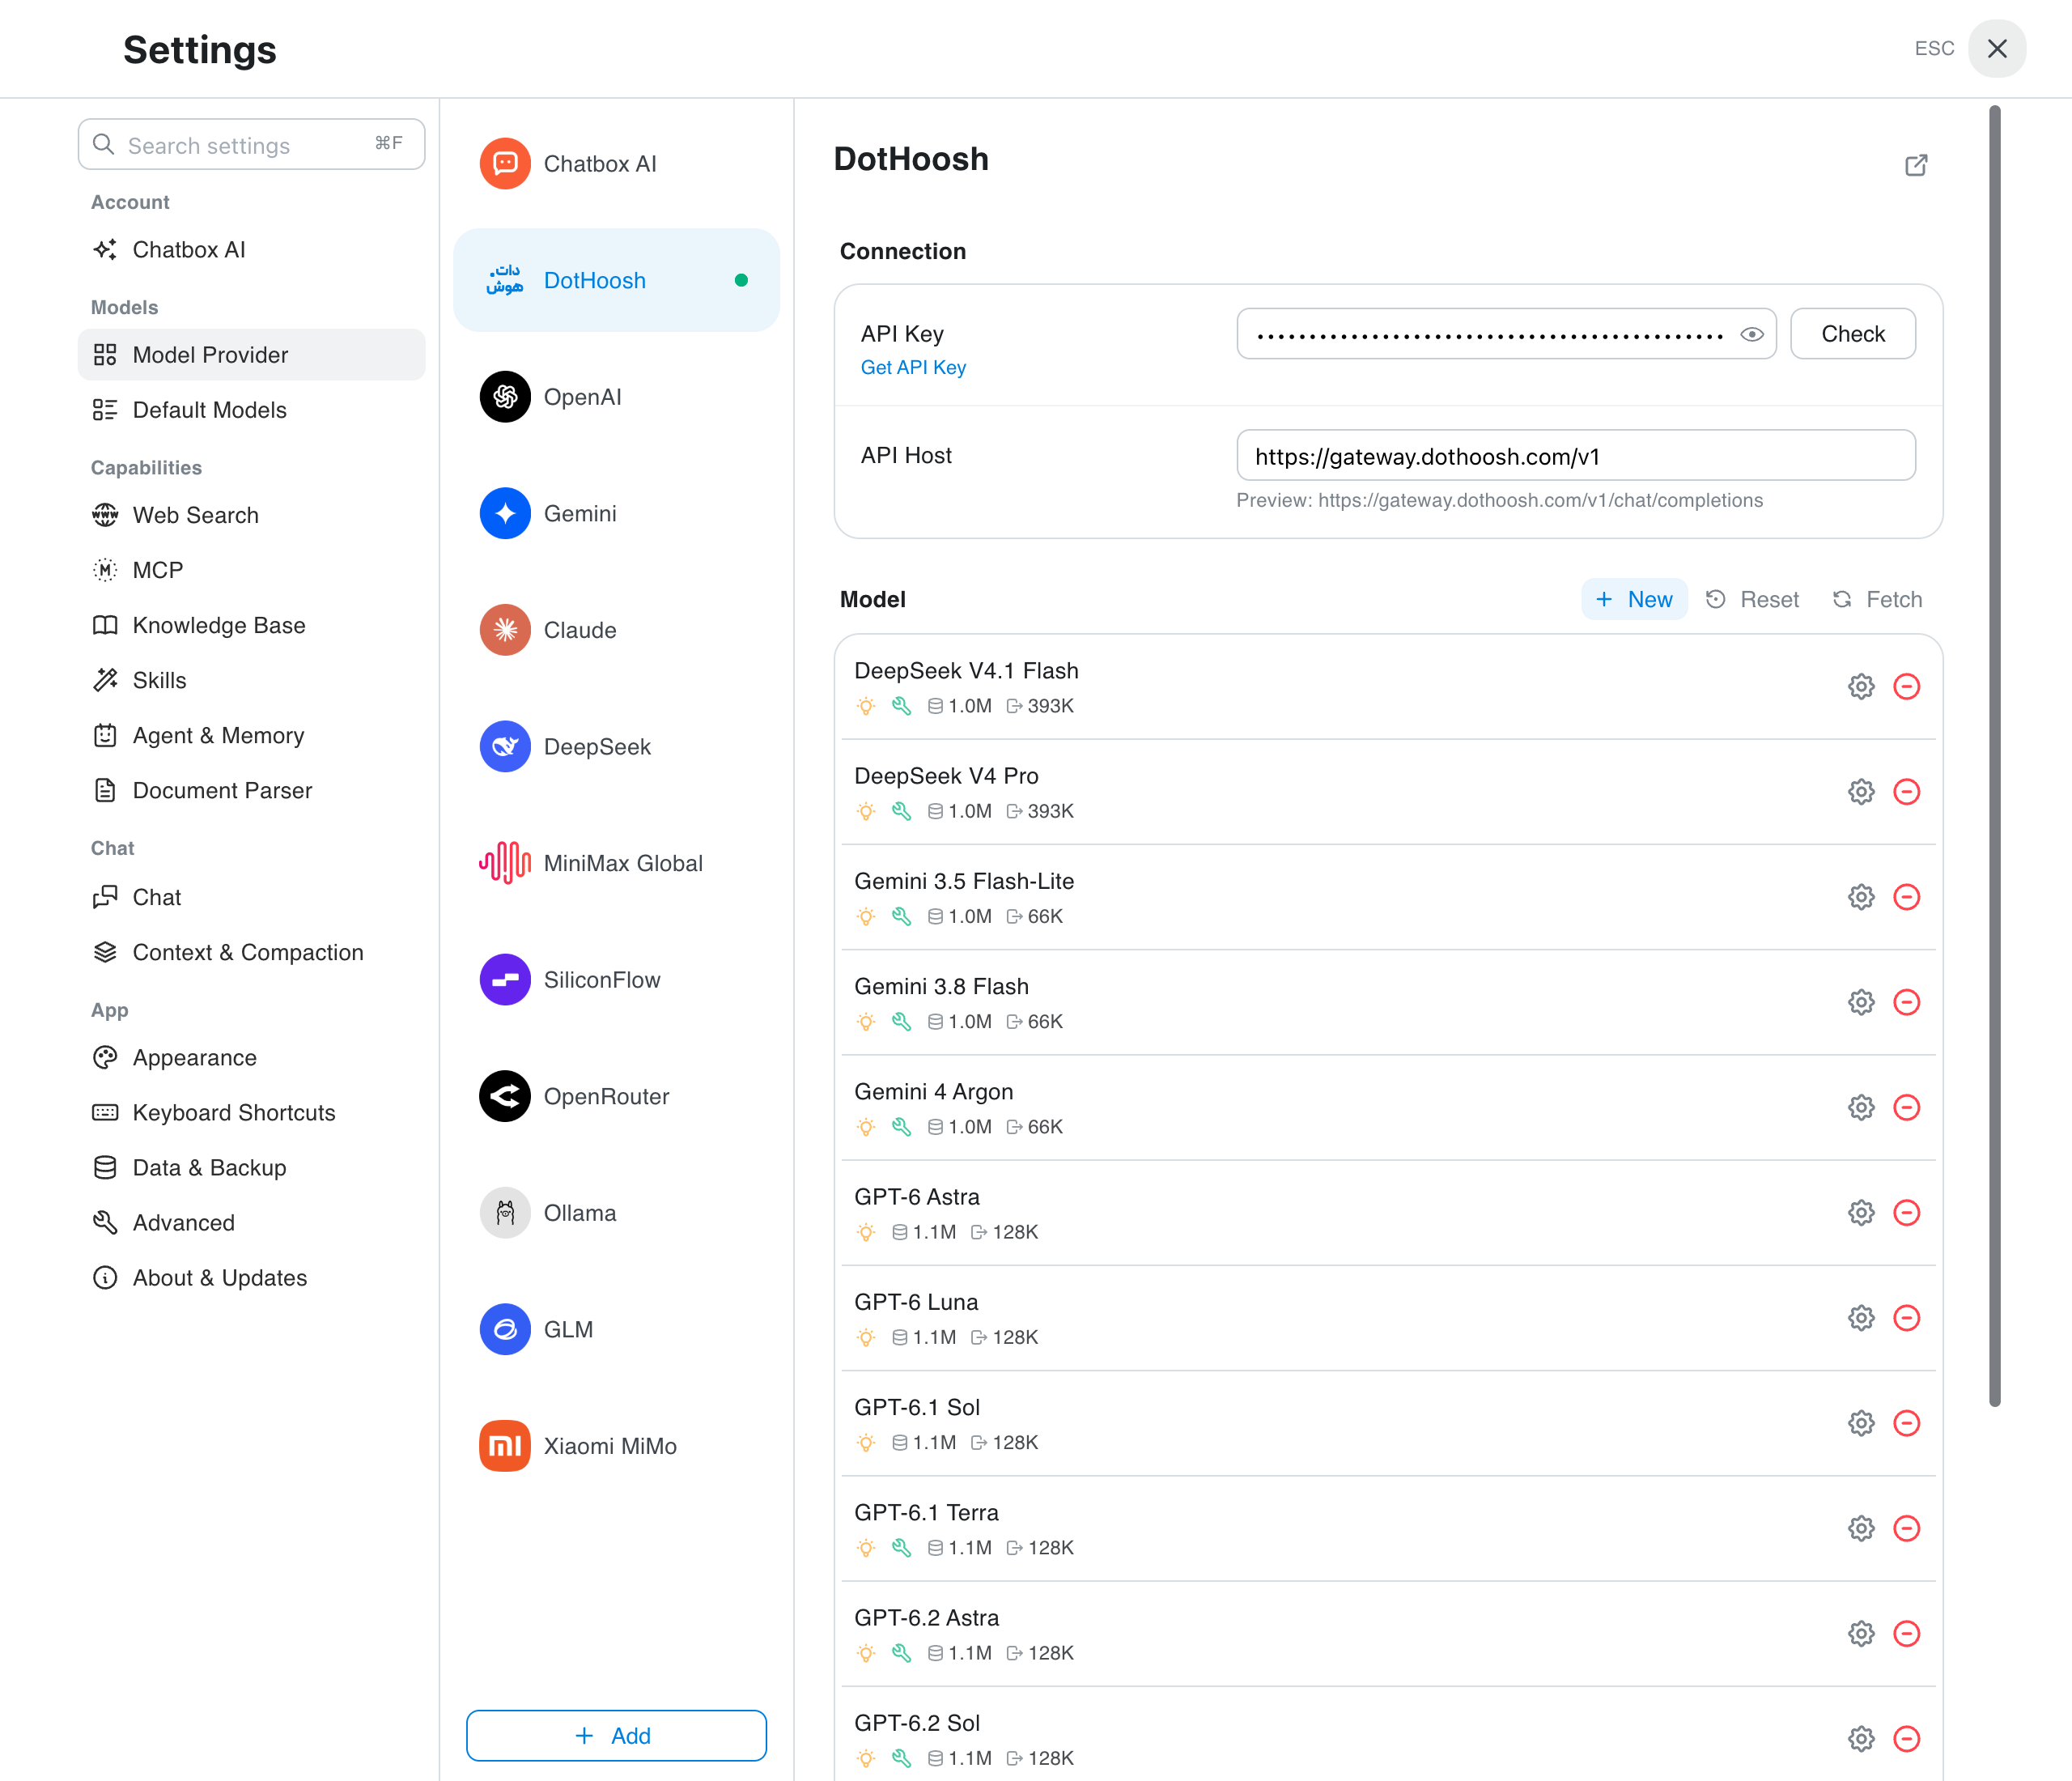 Settings
ESC
Search settings
⌘F
Account
Chatbox AI
Models
Model Provider
Default Models
Capabilities
Web Search
MCP
Knowledge Base
Skills
Agent & Memory
Document Parser
Chat
Chat
Context & Compaction
App
Appearance
Keyboard Shortcuts
Data & Backup
Advanced
About & Updates
Chatbox AI
دات.
هوش
DotHoosh
OpenAI
Gemini
Claude
DeepSeek
MiniMax Global
SiliconFlow
OpenRouter
Ollama
GLM
Xiaomi MiMo
+ Add
DotHoosh
Connection
API Key
Get API Key
Check
API Host
https://gateway.dothoosh.com/v1
Preview: https://gateway.dothoosh.com/v1/chat/completions
Model
+ New
Reset
Fetch
DeepSeek V4.1 Flash
1.0M 393K
DeepSeek V4 Pro
1.0M 393K
Gemini 3.5 Flash-Lite
1.0M 66K
Gemini 3.8 Flash
1.0M 66K
Gemini 4 Argon
1.0M 66K
GPT-6 Astra
1.1M 128K
GPT-6 Luna
1.1M 128K
GPT-6.1 Sol
1.1M 128K
GPT-6.1 Terra
1.1M 128K
GPT-6.2 Astra
1.1M 128K
GPT-6.2 Sol
1.1M 128K